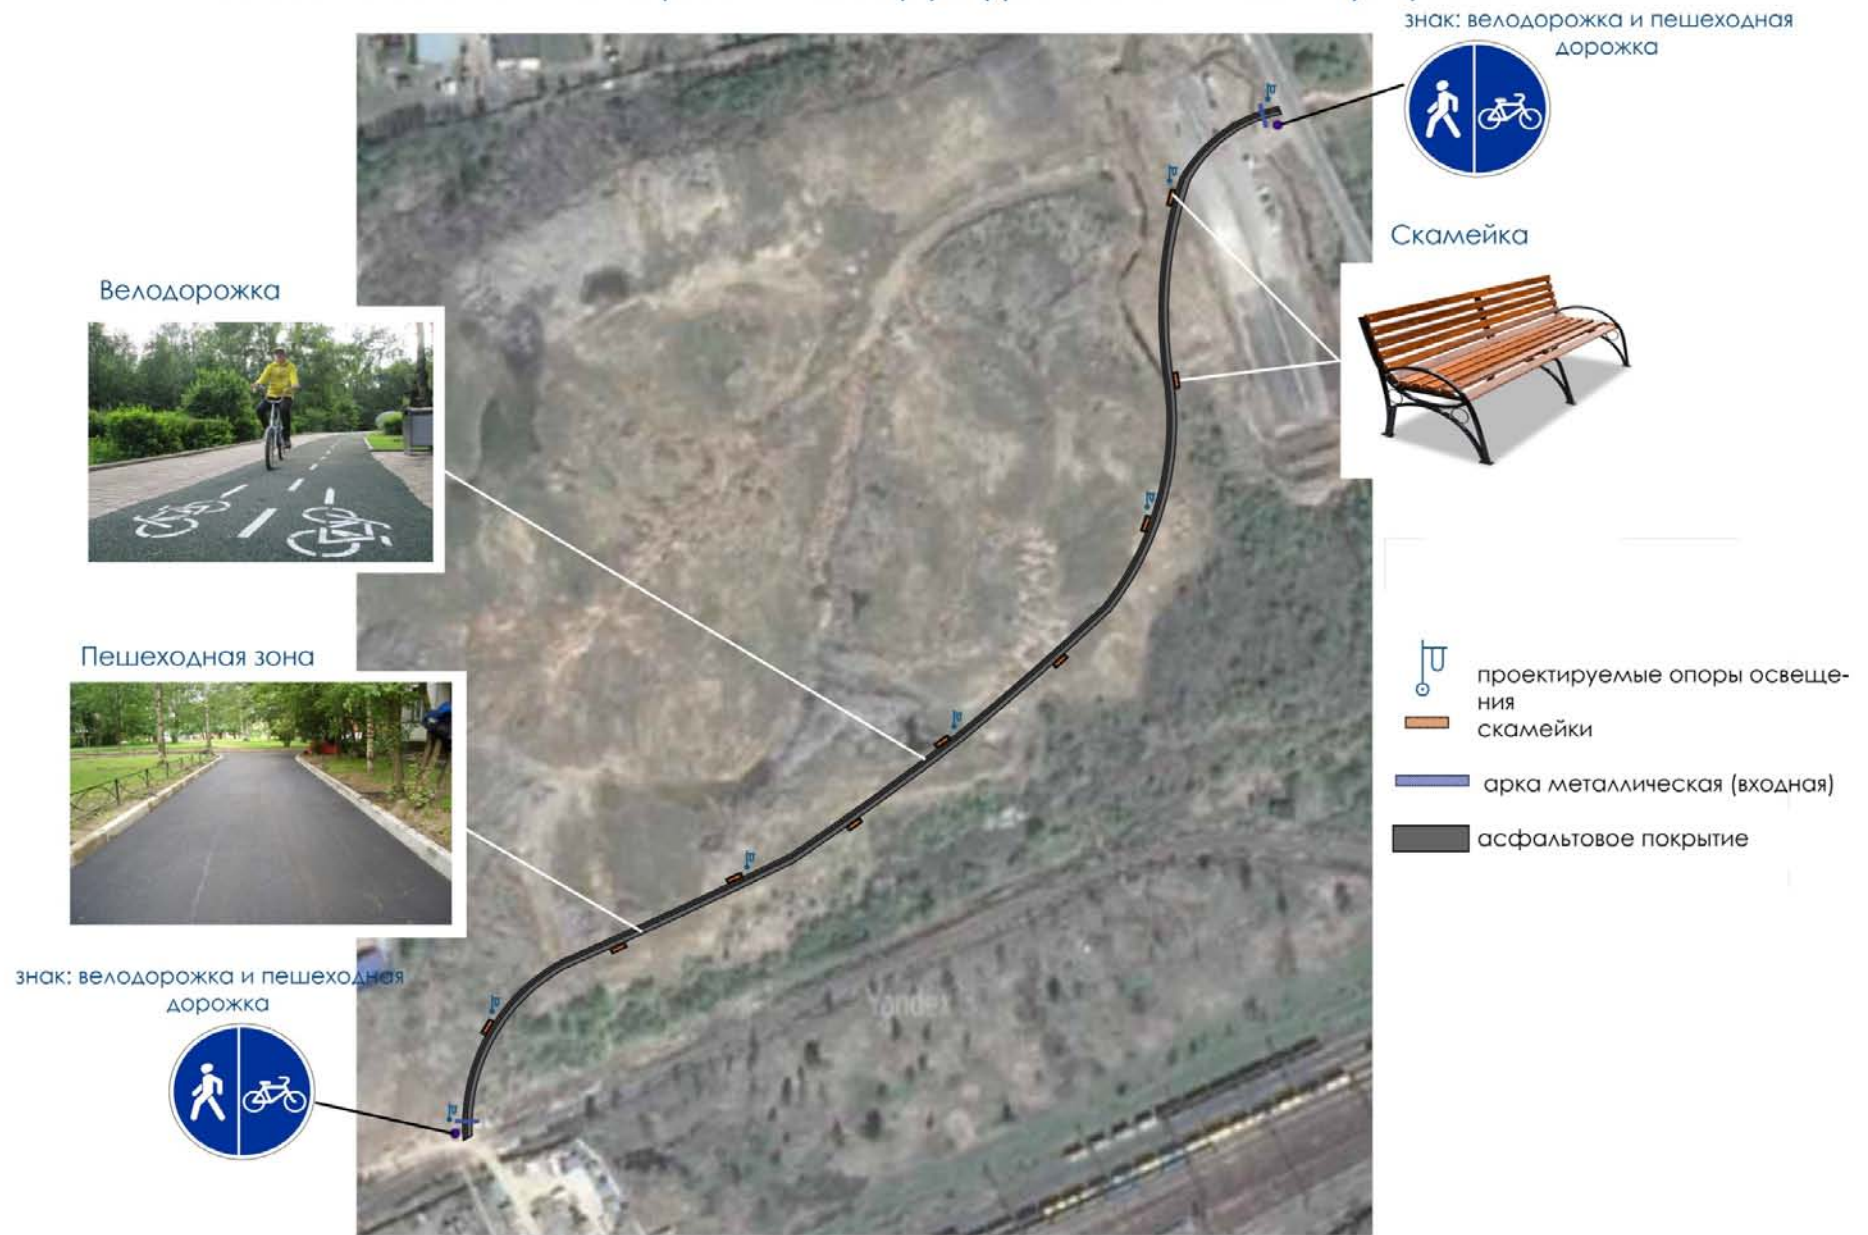 знак: велодорожка и пешеходная
дорожка
Скамейка
Велодорожка
Пешеходная зона
проектируемые опоры освеще-
ния
скамейки
арка металлическая (входная)
асфальтовое покрытие
знак: велодорожка и пешеходная
дорожка
Yandex